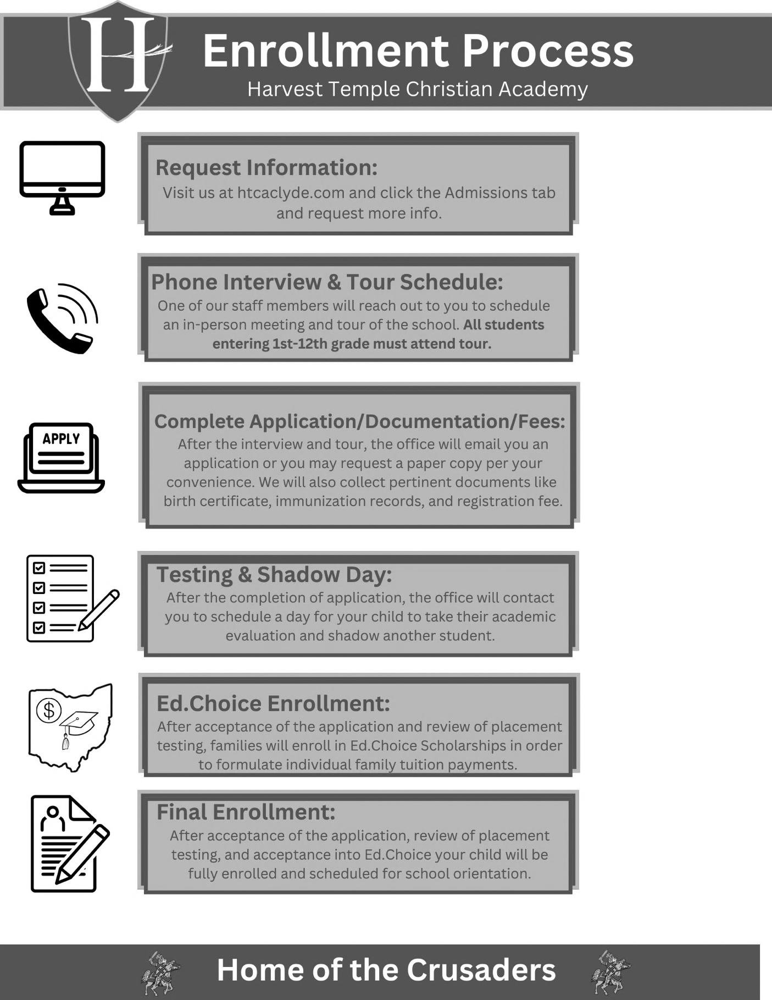 H
Enrollment Process
Harvest Temple Christian Academy
Request Information:
Visit us at htcaclyde.com and click the Admissions tab
and request more info.
Phone Interview & Tour Schedule:
One of our staff members will reach out to you to schedule
an in-person meeting and tour of the school. All students
entering 1st-12th grade must attend tour.
APPLY
Complete Application/Documentation/Fees:
After the interview and tour, the office will email you an
application or you may request a paper copy per your
convenience. We will also collect pertinent documents like
birth certificate, immunization records, and registration fee.
Testing & Shadow Day:
After the completion of application, the office will contact
you to schedule a day for your child to take their academic
evaluation and shadow another student.
$
Ed.Choice Enrollment:
After acceptance of the application and review of placement
testing, families will enroll in Ed.Choice Scholarships in order
to formulate individual family tuition payments.
Final Enrollment:
After acceptance of the application, review of placement
testing, and acceptance into Ed.Choice your child will be
fully enrolled and scheduled for school orientation.
Home of the Crusaders